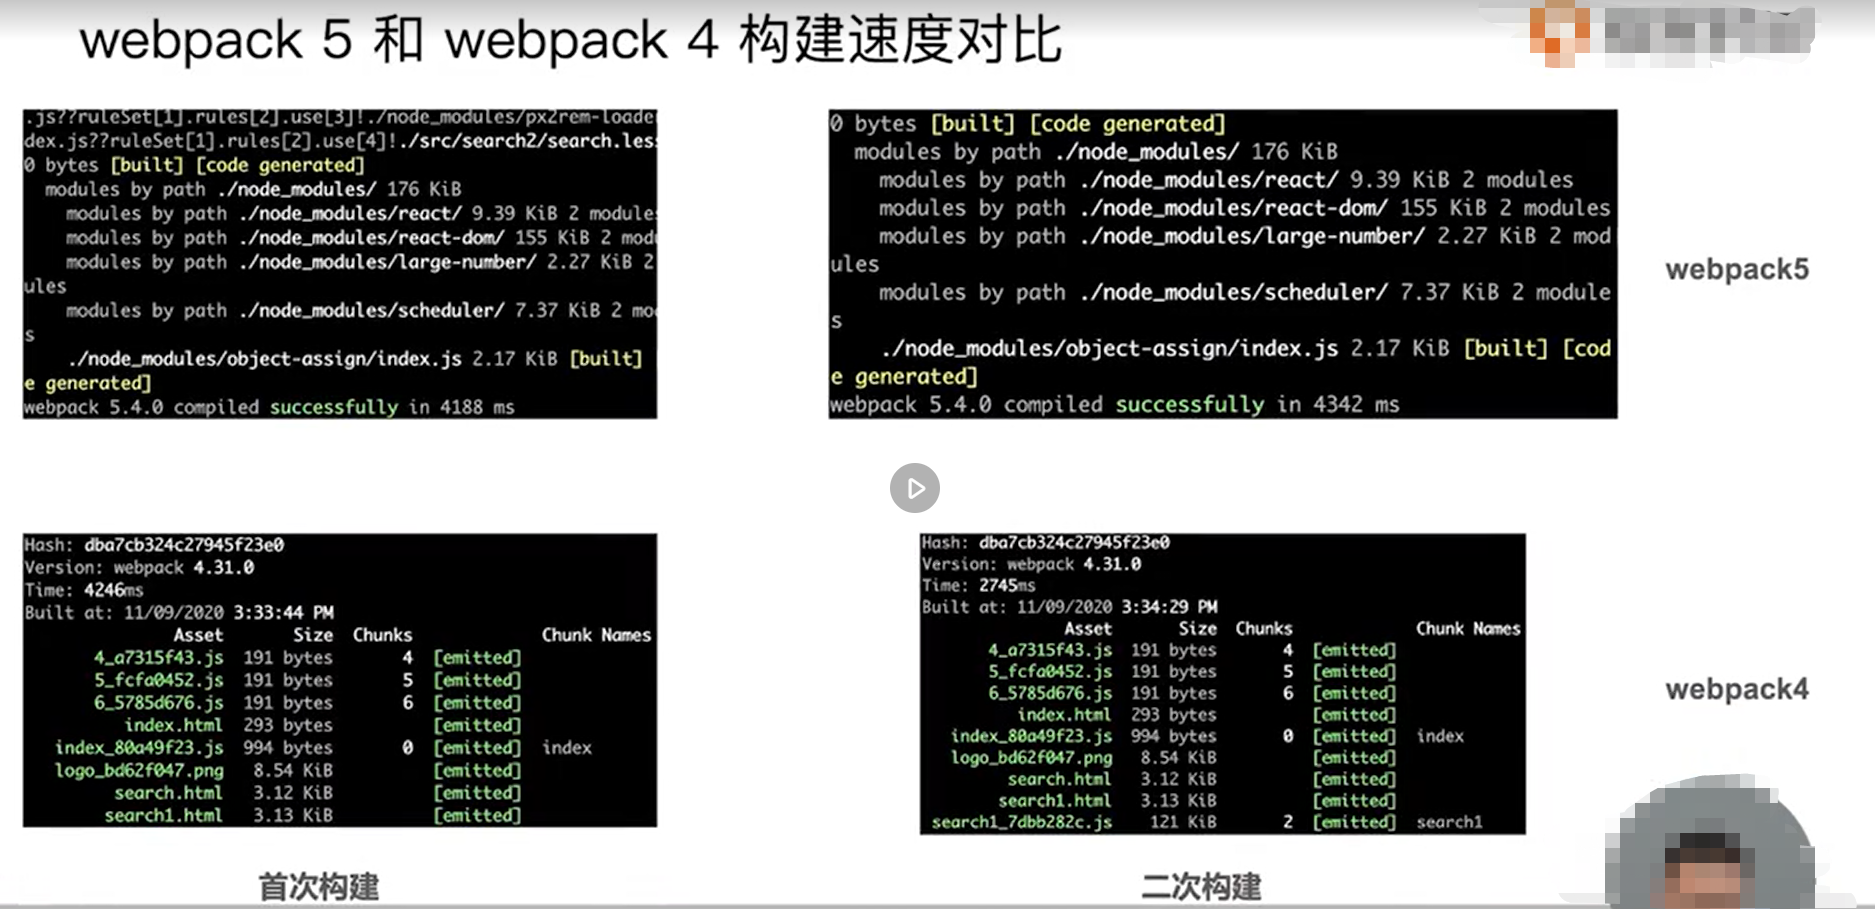 webpack 5 和 webpack 4 构建速度对比
.js??ruleSet[1].rules[2].use[3]!./node_modules/px2rem-loade
dex.js??ruleSet[1].rules[2].use[4]!./src/search2/search.les
0 bytes [built] [code generated]
modules by path ./node_modules/ 176 KiB
modules by path ./node_modules/react/ 9.39 KiB 2 module
modules by path ./node_modules/react-dom/ 155 KiB 2 mod
modules by path ./node_modules/large-number/ 2.27 KiB 2
ules
modules by path ./node_modules/scheduler/ 7.37 KiB 2 mo
s
./node_modules/object-assign/index.js 2.17 KiB [built]
e generated]
webpack 5.4.0 compiled successfully in 4188 ms
0 bytes [built] [code generated]
modules by path ./node_modules/ 176 KiB
modules by path ./node_modules/react/ 9.39 KiB 2 modules
modules by path ./node_modules/react-dom/ 155 KiB 2 modules
modules by path ./node_modules/large-number/ 2.27 KiB 2 mod
ules
modules by path ./node_modules/scheduler/ 7.37 KiB 2 module
s
./node_modules/object-assign/index.js 2.17 KiB [built] [cod
e generated]
webpack 5.4.0 compiled successfully in 4342 ms
webpack5
Hash: dba7cb324c27945f23e0
Version: webpack 4.31.0
Time: 4246ms
Built at: 11/09/2020 3:33:44 PM
Asset Size Chunks Chunk Names
4_a7315f43.js 191 bytes 4 [emitted]
5_fcfa0452.js 191 bytes 5 [emitted]
6_5785d676.js 191 bytes 6 [emitted]
index.html 293 bytes [emitted]
index_80a49f23.js 994 bytes 0 [emitted] index
logo_bd62f047.png 8.54 KiB [emitted]
search.html 3.12 KiB [emitted]
search1.html 3.13 KiB [emitted]
Hash: dba7cb324c27945f23e0
Version: webpack 4.31.0
Time: 2745ms
Built at: 11/09/2020 3:34:29 PM
Asset Size Chunks Chunk Names
4_a7315f43.js 191 bytes 4 [emitted]
5_fcfa0452.js 191 bytes 5 [emitted]
6_5785d676.js 191 bytes 6 [emitted]
index.html 293 bytes [emitted]
index_80a49f23.js 994 bytes 0 [emitted] index
logo_bd62f047.png 8.54 KiB [emitted]
search.html 3.12 KiB [emitted]
search1.html 3.13 KiB [emitted]
search1_7dbb282c.js 121 KiB 2 [emitted] search1
webpack4
首次构建
二次构建